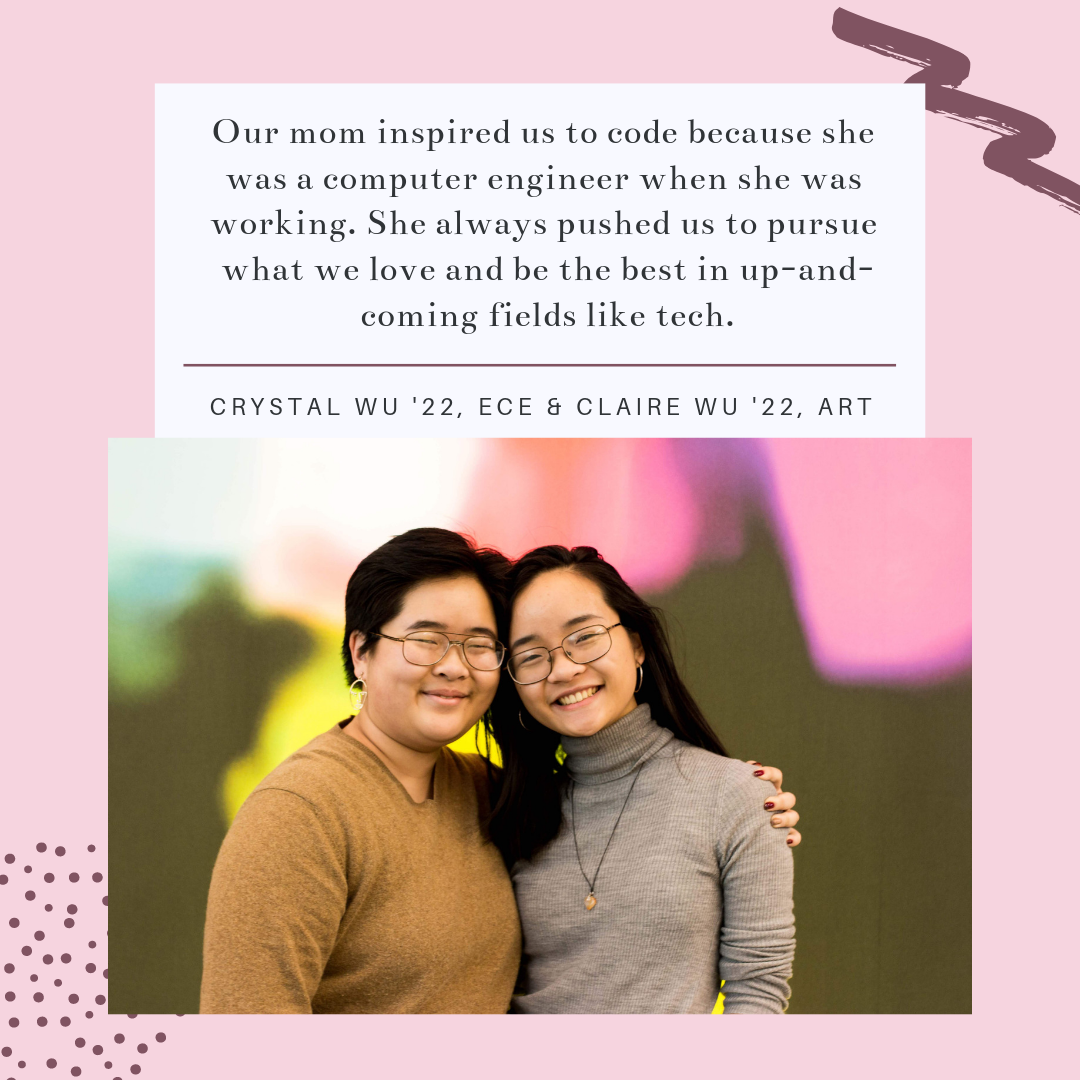 Our mom inspired us to code because she
was a computer engineer when she was
working. She always pushed us to pursue
what we love and be the best in up-and-
coming fields like tech.
CRYSTAL WU '22, ECE & CLAIRE WU '22, ART